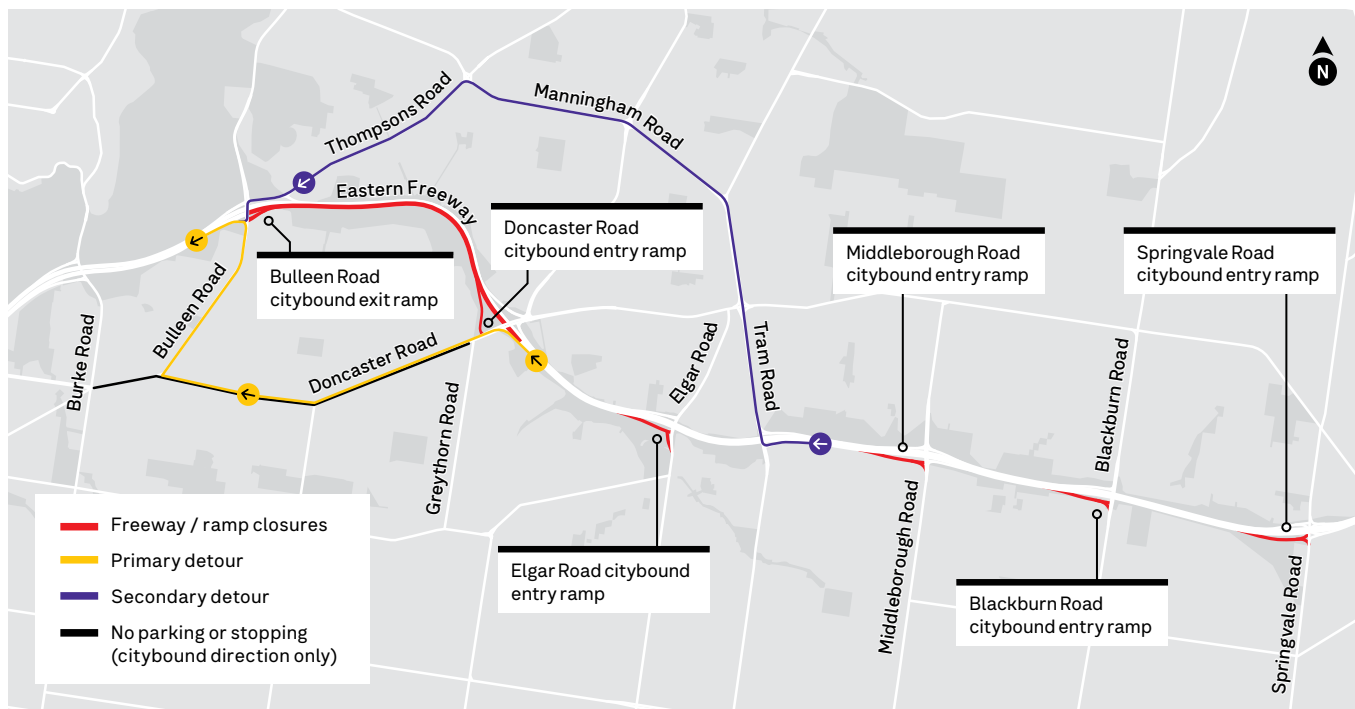 N
Thompsons Road
Manningham Road
Eastern Freeway
Doncaster Road
citybound entry ramp
Middleborough Road
citybound entry ramp
Springvale Road
citybound entry ramp
Bulleen Road
citybound exit ramp
Bulleen Road
Burke Road
Doncaster Road
Greythorn Road
Elgar Road
Tram Road
Blackburn Road
Middleborough Road
Springvale Road
Elgar Road citybound
entry ramp
Blackburn Road
citybound entry ramp
Freeway / ramp closures
Primary detour
Secondary detour
No parking or stopping
(citybound direction only)